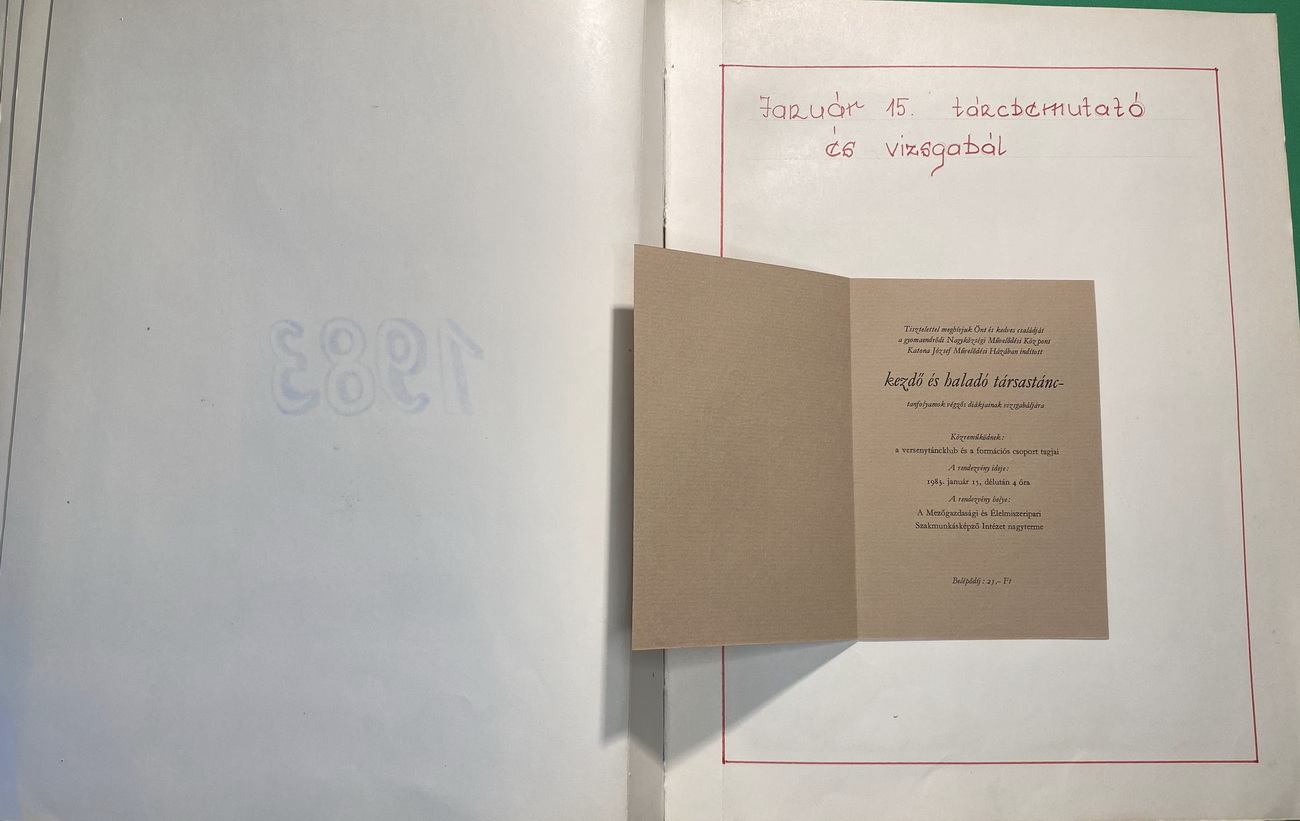 1983
Január 15. táncbemutató
és vizsgabál
Tisztelettel meghívjuk Önt és kedves családját
a gyomaendrődi Nagyközségi Művelődési Központ
Katona József Művelődési Házában indított
kezdő és haladó társastánc-
tanfolyamok végzős diákjainak vizsgabáljára
Közreműködnek:
a versenytáncklub és a formációs csoport tagjai
A rendezvény ideje:
1983. január 15, délután 4 óra
A rendezvény helye:
A Mezőgazdasági és Élelmiszeripari
Szakmunkásképző Intézet nagyterme
Belépődíj: 25,- Ft